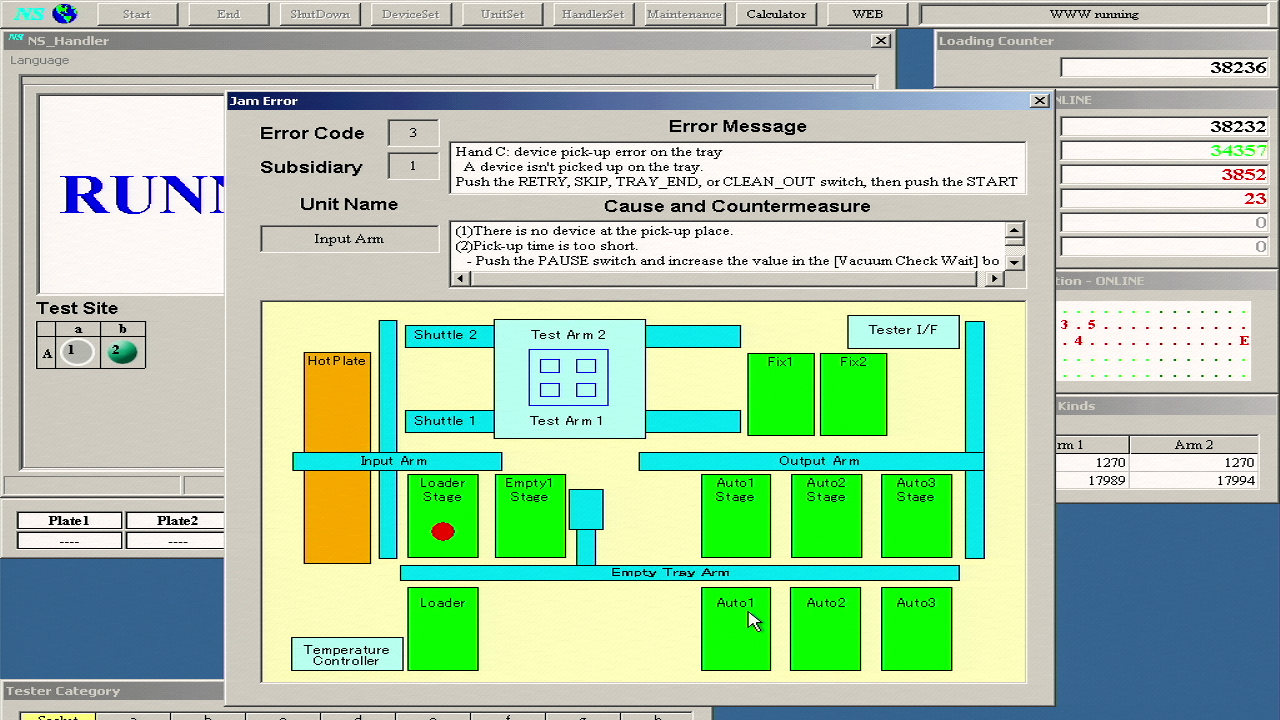 NS Start End ShutDown DeviceSet UnitSet HandlerSet Maintenance Calculator WEB WWW running
NS NS_Handler
Language
RUNN
Test Site
a b
A 1 2
Plate1 Plate2
---- ----
Tester Category
Loading Counter
38236
NLINE
38232
34357
3852
23
0
0
tion - ONLINE
3 . 5
. 4 E
Kinds
rm 1 Arm 2
1270 1270
17989 17994
Jam Error
Error Code 3
Subsidiary 1
Unit Name
Input Arm
Error Message
Hand C: device pick-up error on the tray
A device isn't picked up on the tray.
Push the RETRY, SKIP, TRAY_END, or CLEAN_OUT switch, then push the START
Cause and Countermeasure
(1)There is no device at the pick-up place.
(2)Pick-up time is too short.
- Push the PAUSE switch and increase the value in the [Vacuum Check Wait] bo
Shuttle 2 Test Arm 2 Tester I/F
HotPlate Fix1 Fix2
Shuttle 1 Test Arm 1
Input Arm Output Arm
Loader Stage Empty1 Stage Auto1 Stage Auto2 Stage Auto3 Stage
Empty Tray Arm
Loader Auto1 Auto2 Auto3
Temperature
Controller